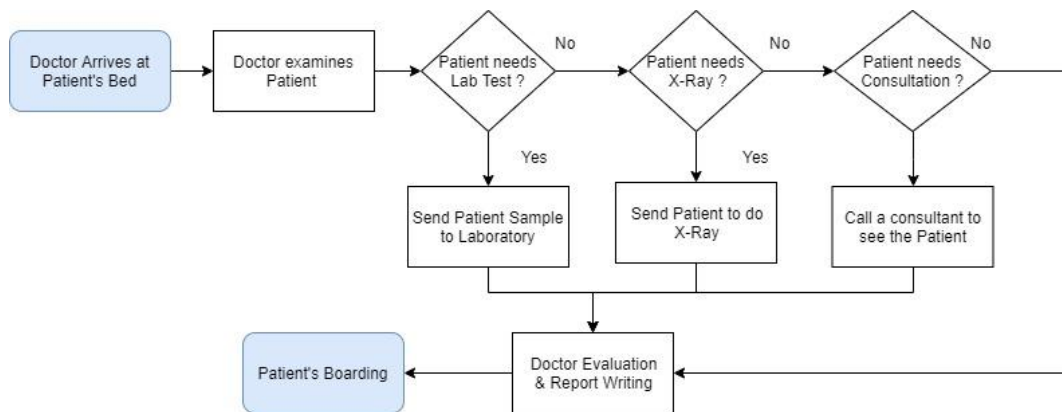 Doctor Arrives at
Patient's Bed
Doctor examines
Patient
Patient needs
Lab Test ?
No
Patient needs
X-Ray ?
No
Patient needs
Consultation ?
No
Yes
Yes
Send Patient Sample
to Laboratory
Send Patient to do
X-Ray
Call a consultant to
see the Patient
Patient's Boarding
Doctor Evaluation
& Report Writing